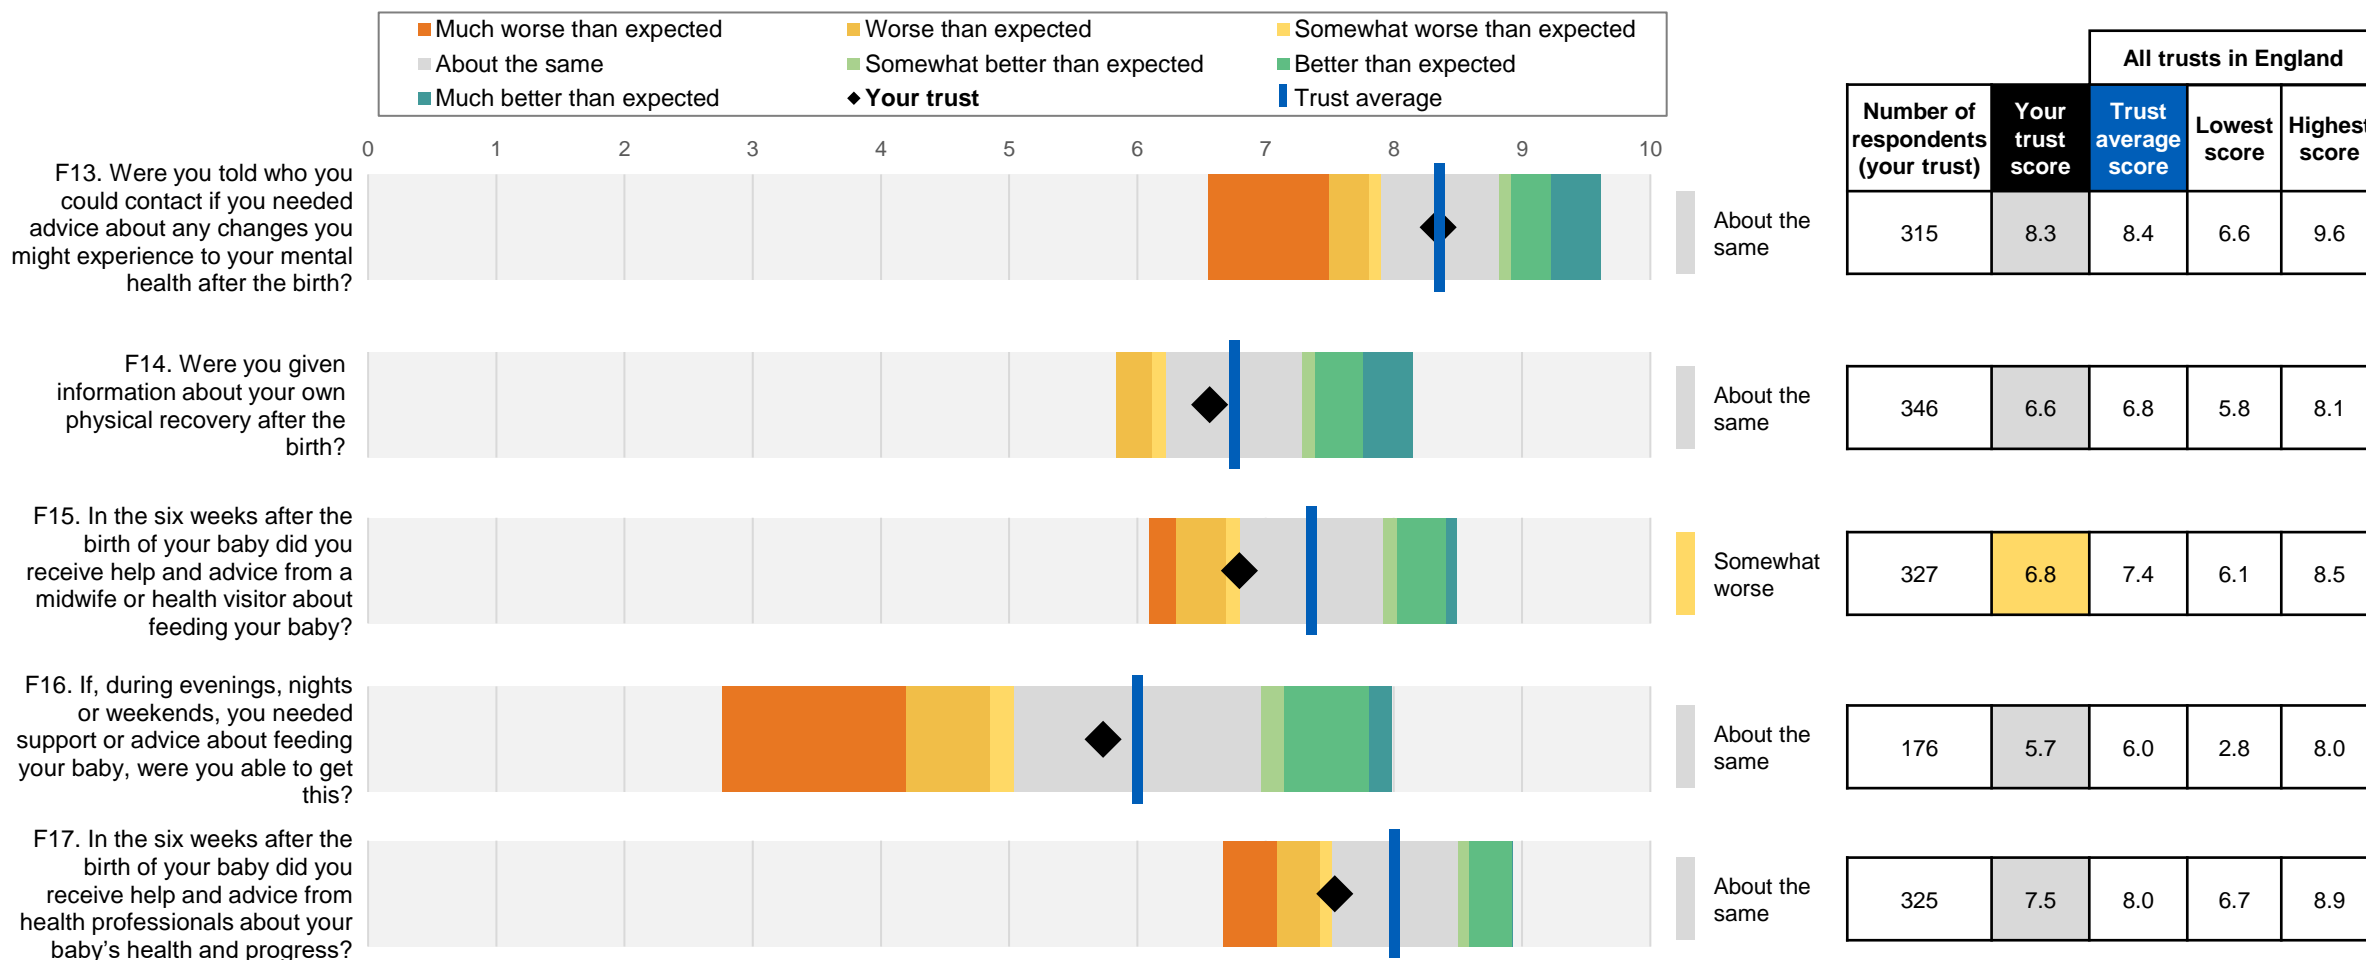 Much worse than expected
Worse than expected
Somewhat worse than expected
About the same
Somewhat better than expected
Better than expected
Much better than expected
Your trust
Trust average
All trusts in England
Number of respondents (your trust)
Your trust score
Trust average score
Lowest score
Highest score
0 1 2 3 4 5 6 7 8 9 10
F13. Were you told who you
could contact if you needed
advice about any changes you
might experience to your mental
health after the birth?
About the
same
315 8.3 8.4 6.6 9.6
F14. Were you given
information about your own
physical recovery after the
birth?
About the
same
346 6.6 6.8 5.8 8.1
F15. In the six weeks after the
birth of your baby did you
receive help and advice from a
midwife or health visitor about
feeding your baby?
Somewhat
worse
327 6.8 7.4 6.1 8.5
F16. If, during evenings, nights
or weekends, you needed
support or advice about feeding
your baby, were you able to get
this?
About the
same
176 5.7 6.0 2.8 8.0
F17. In the six weeks after the
birth of your baby did you
receive help and advice from
health professionals about your
baby's health and progress?
About the
same
325 7.5 8.0 6.7 8.9